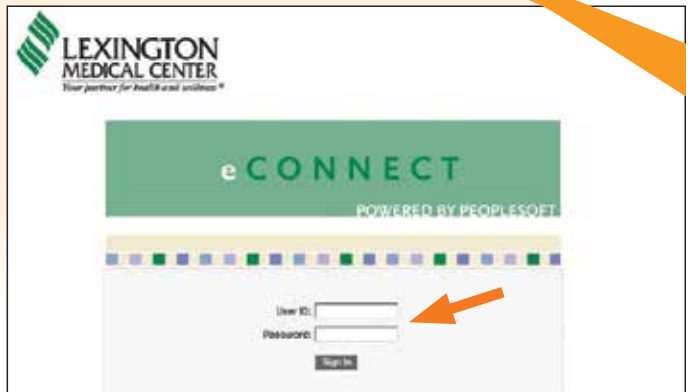 LEXINGTON
MEDICAL CENTER
Your partner for health and wellness®
eCONNECT
POWERED BY PEOPLESOFT
User ID:
Password:
Sign In